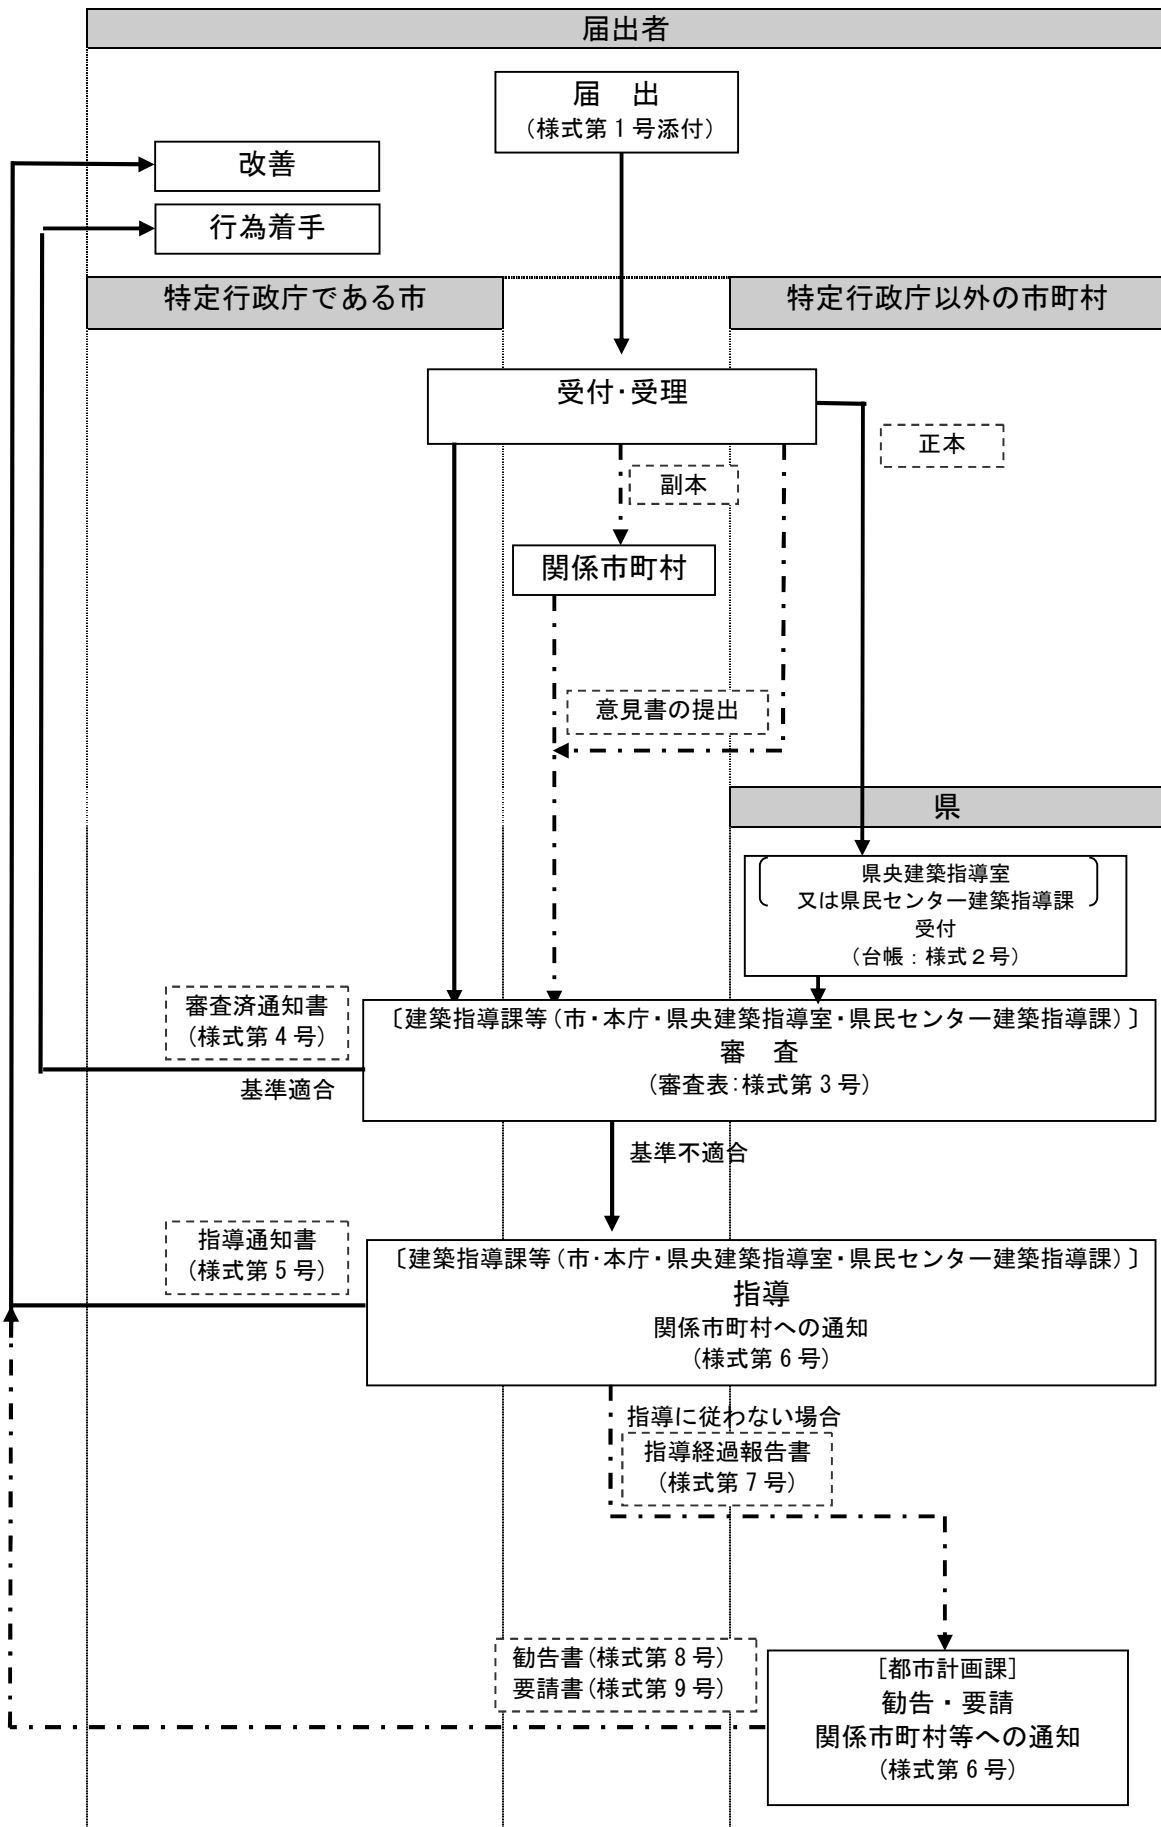 届出者
届　出
(様式第1号添付)
改善
行為着手
特定行政庁である市
特定行政庁以外の市町村
受付・受理
正本
副本
関係市町村
意見書の提出
県
県央建築指導室
又は県民センター建築指導課
受付
(台帳：様式２号)
審査済通知書
(様式第4号)
〔建築指導課等(市・本庁・県央建築指導室・県民センター建築指導課)〕
審　査
(審査表:様式第3号)
基準適合
基準不適合
指導通知書
(様式第5号)
〔建築指導課等(市・本庁・県央建築指導室・県民センター建築指導課)〕
指導
関係市町村への通知
(様式第6号)
指導に従わない場合
指導経過報告書
(様式第7号)
勧告書(様式第8号)
要請書(様式第9号)
[都市計画課]
勧告・要請
関係市町村等への通知
(様式第6号)